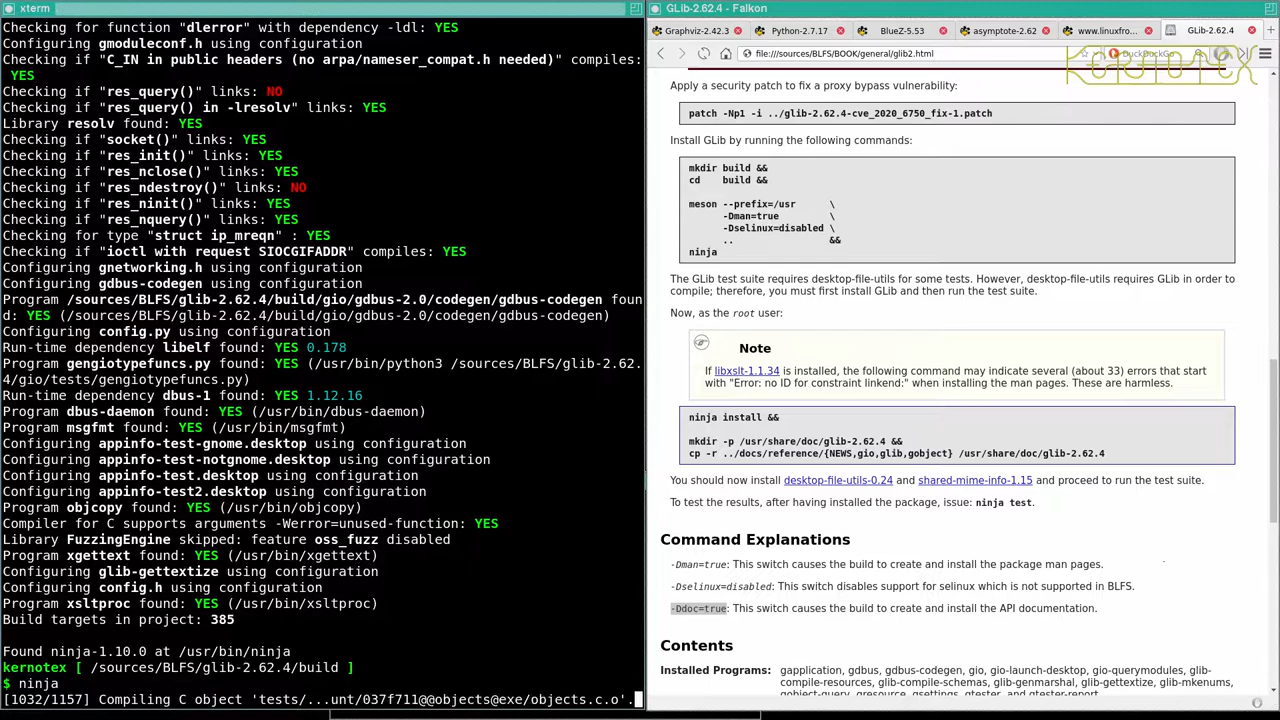 xterm
Checking for function "dlerror" with dependency -ldl: YES
Configuring gmoduleconf.h using configuration
Checking if "C_IN in public headers (no arpa/nameser_compat.h needed)" compiles:
YES
Checking if "res_query()" links: NO
Checking if "res_query() in -lresolv" links: YES
Library resolv found: YES
Checking if "socket()" links: YES
Checking if "res_init()" links: YES
Checking if "res_nclose()" links: YES
Checking if "res_ndestroy()" links: NO
Checking if "res_ninit()" links: YES
Checking if "res_nquery()" links: YES
Checking for type "struct ip_mreqn" : YES
Checking if "ioctl with request SIOCGIFADDR" compiles: YES
Configuring gnetworking.h using configuration
Configuring gdbus-codegen using configuration
Program /sources/BLFS/glib-2.62.4/build/gio/gdbus-2.0/codegen/gdbus-codegen foun
d: YES (/sources/BLFS/glib-2.62.4/build/gio/gdbus-2.0/codegen/gdbus-codegen)
Configuring config.py using configuration
Run-time dependency libelf found: YES 0.178
Program gengiotypefuncs.py found: YES (/usr/bin/python3 /sources/BLFS/glib-2.62.
4/gio/tests/gengiotypefuncs.py)
Run-time dependency dbus-1 found: YES 1.12.16
Program dbus-daemon found: YES (/usr/bin/dbus-daemon)
Program msgfmt found: YES (/usr/bin/msgfmt)
Configuring appinfo-test-gnome.desktop using configuration
Configuring appinfo-test-notgnome.desktop using configuration
Configuring appinfo-test.desktop using configuration
Configuring appinfo-test2.desktop using configuration
Program objcopy found: YES (/usr/bin/objcopy)
Compiler for C supports arguments -Werror=unused-function: YES
Library FuzzingEngine skipped: feature oss_fuzz disabled
Program xgettext found: YES (/usr/bin/xgettext)
Configuring glib-gettextize using configuration
Configuring config.h using configuration
Program xsltproc found: YES (/usr/bin/xsltproc)
Build targets in project: 385
Found ninja-1.10.0 at /usr/bin/ninja
kernotex [ /sources/BLFS/glib-2.62.4/build ]
$ ninja
[1032/1157] Compiling C object 'tests/...unt/037f711@@objects@exe/objects.c.o'.
GLib-2.62.4 - Falkon
Graphviz-2.42.3 Python-2.7.17 BlueZ-5.53 asymptote-2.62 www.linuxfro... GLib-2.62.4
file:///sources/BLFS/BOOK/general/glib2.html DuckDuckGo
KERNOTEX
Apply a security patch to fix a proxy bypass vulnerability:
patch -Np1 -i ../glib-2.62.4-cve_2020_6750_fix-1.patch
Install GLib by running the following commands:
mkdir build &&
cd    build &&
meson --prefix=/usr      \
      -Dman=true         \
      -Dselinux=disabled \
      ..                 &&
ninja
The GLib test suite requires desktop-file-utils for some tests. However, desktop-file-utils requires GLib in order to
compile; therefore, you must first install GLib and then run the test suite.
Now, as the root user:
Note
If libxslt-1.1.34 is installed, the following command may indicate several (about 33) errors that start
with "Error: no ID for constraint linkend:" when installing the man pages. These are harmless.
ninja install &&
mkdir -p /usr/share/doc/glib-2.62.4 &&
cp -r ../docs/reference/{NEWS,gio,glib,gobject} /usr/share/doc/glib-2.62.4
You should now install desktop-file-utils-0.24 and shared-mime-info-1.15 and proceed to run the test suite.
To test the results, after having installed the package, issue: ninja test.
Command Explanations
-Dman=true: This switch causes the build to create and install the package man pages.
-Dselinux=disabled: This switch disables support for selinux which is not supported in BLFS.
-Ddoc=true: This switch causes the build to create and install the API documentation.
Contents
Installed Programs: gapplication, gdbus, gdbus-codegen, gio, gio-launch-desktop, gio-querymodules, glib-
compile-resources, glib-compile-schemas, glib-genmarshal, glib-gettextize, glib-mkenums,
gobject-query, gresource, gsettings, gtester, and gtester-report